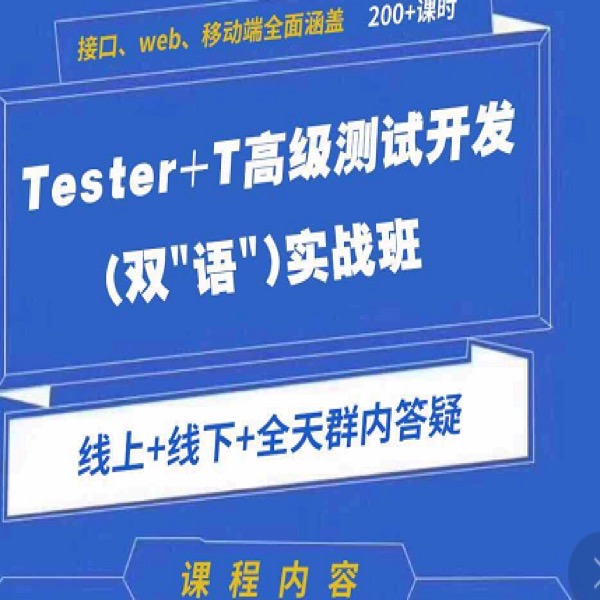 接口、web、移动端全面涵盖 200+课时
Tester+T高级测试开发
(双"语")实战班
线上+线下+全天群内答疑
课程内容